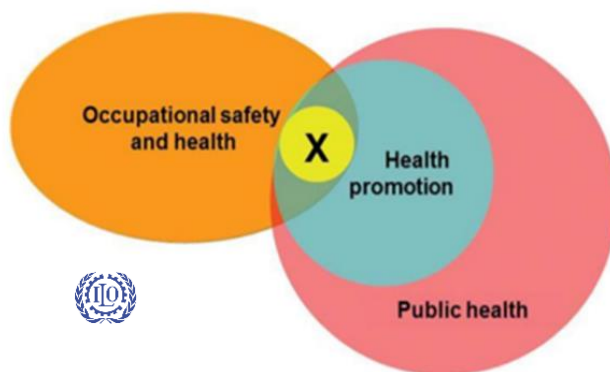 Occupational safety
and health
X
Health
promotion
Public health
ILO